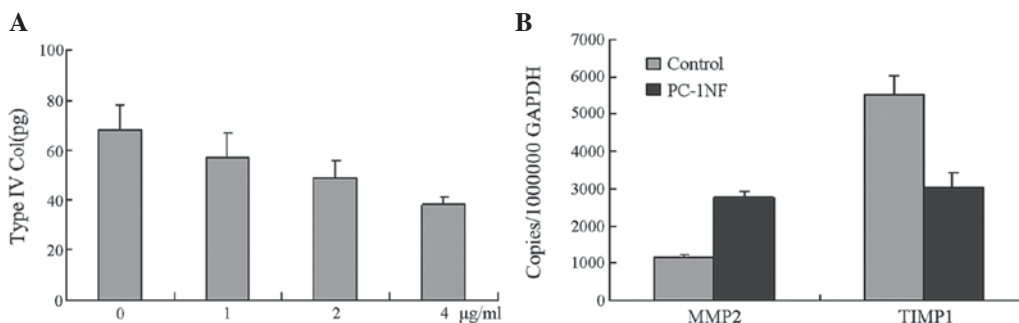 A
Type IV Col(pg)
100
80
60
40
20
0
0 1 2 4 µg/ml
B
Copies/1000000 GAPDH
7000
6000
5000
4000
3000
2000
1000
0
Control
PC-1NF
MMP2 TIMP1